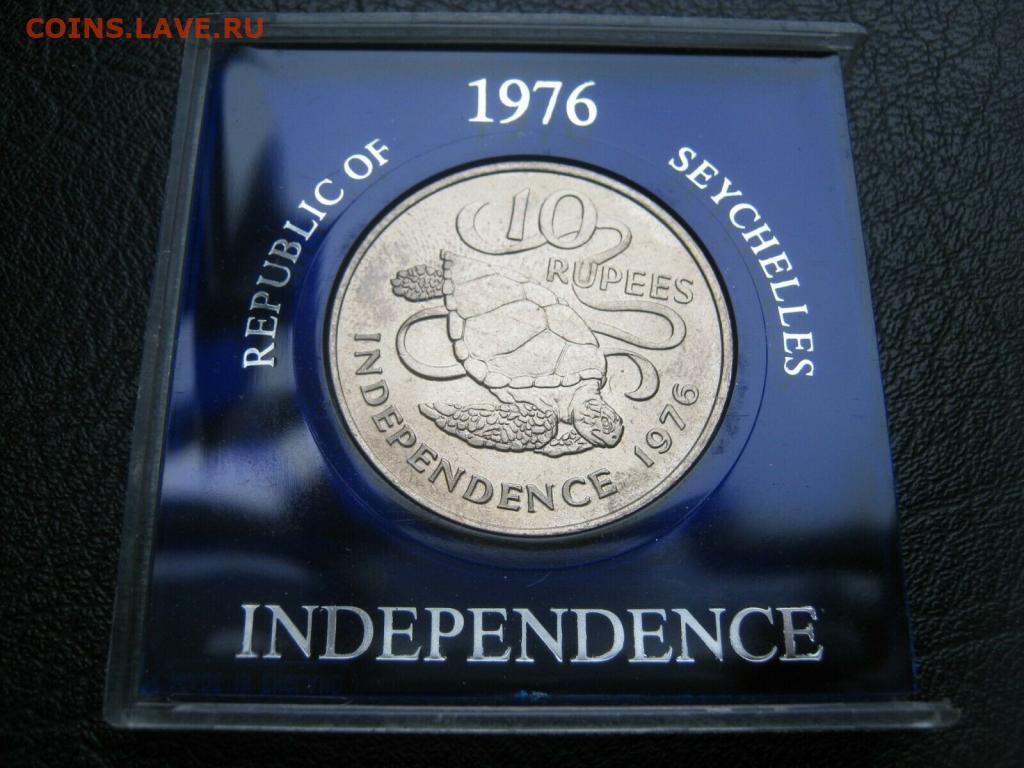 COINS.LAVE.RU
1976
REPUBLIC OF
SEYCHELLES
10
RUPEES
INDEPENDENCE 1976
INDEPENDENCE